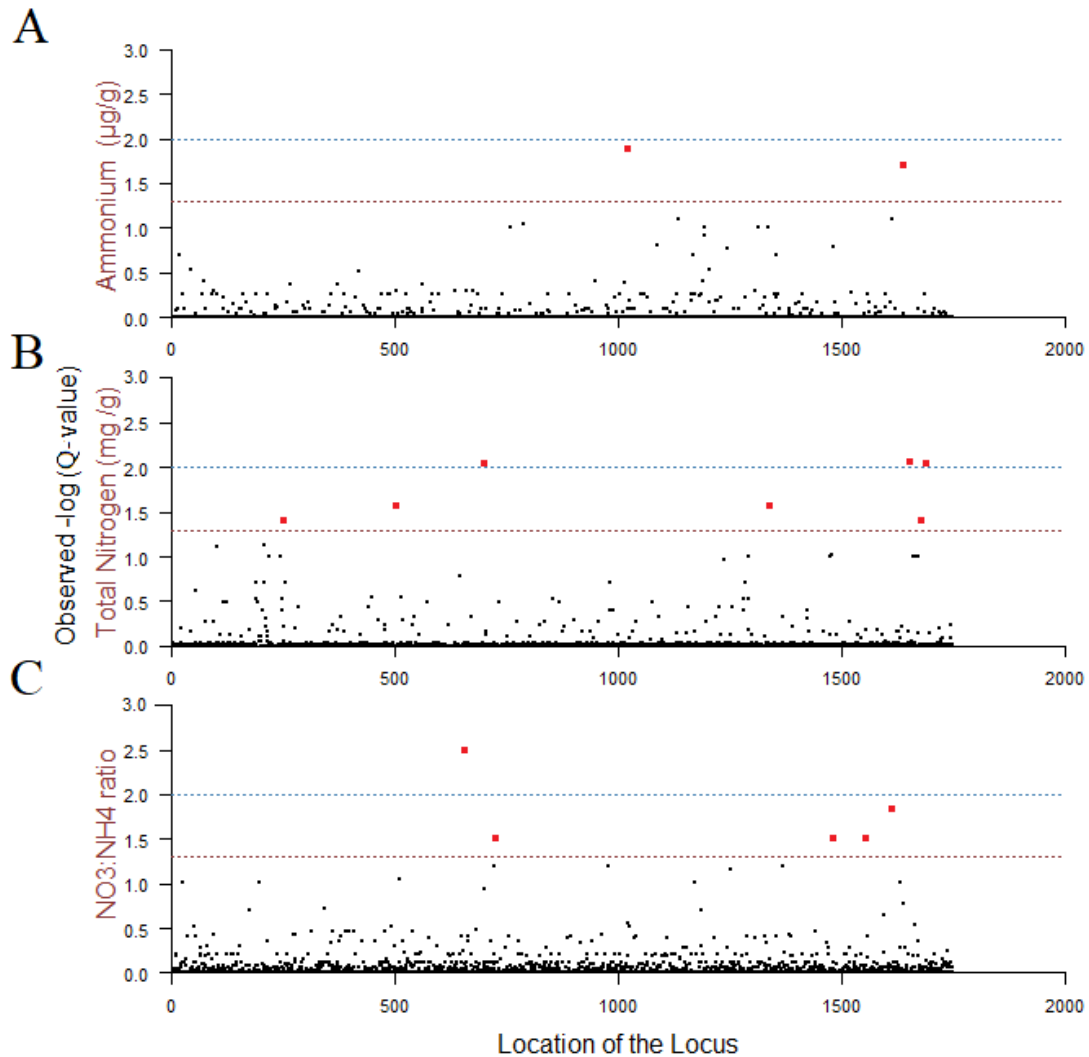 A
3.0
2.5
2.0
1.5
1.0
0.5
0.0
Ammonium (µg/g)
0 500 1000 1500 2000
B
Observed -log (Q-value)
Total Nitrogen (mg /g)
3.0
2.5
2.0
1.5
1.0
0.5
0.0
0 500 1000 1500 2000
C
NO3:NH4 ratio
3.0
2.5
2.0
1.5
1.0
0.5
0.0
0 500 1000 1500 2000
Location of the Locus